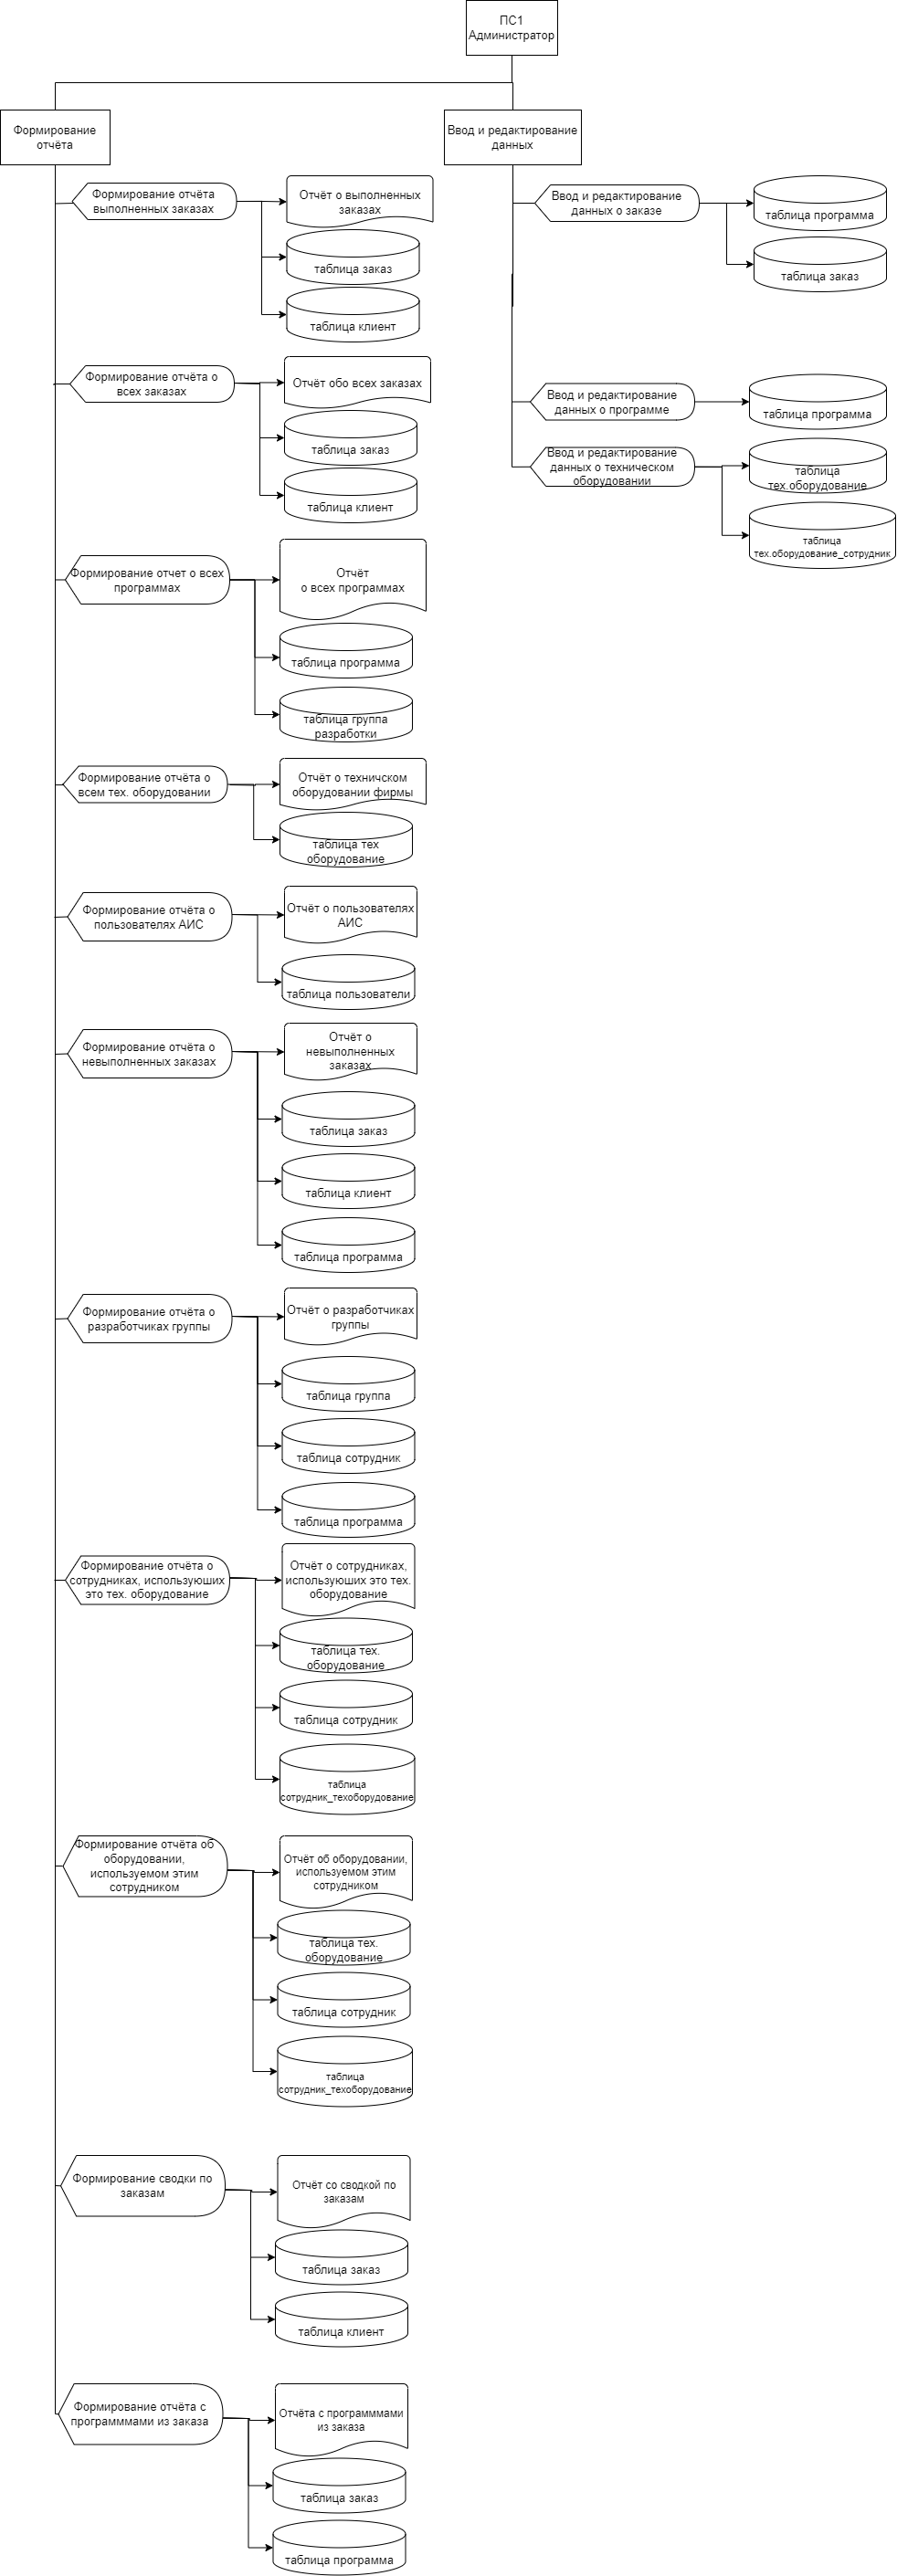 ПС1
Администратор
Формирование
отчёта
Ввод и редактирование
данных
Формирование отчёта
выполненных заказах
Отчёт о выполненных
заказах
таблица заказ
таблица клиент
Ввод и редактирование
данных о заказе
таблица программа
таблица заказ
Формирование отчёта о
всех заказах
Отчёт обо всех заказах
таблица заказ
таблица клиент
Ввод и редактирование
данных о программе
таблица программа
Ввод и редактирование
данных о техническом
оборудовании
таблица
тех.оборудование
таблица
тех.оборудование_сотрудник
Формирование отчет о всех
программах
Отчёт
о всех программах
таблица программа
таблица группа
разработки
Формирование отчёта о
всем тех. оборудовании
Отчёт о техничском
оборудовании фирмы
таблица тех
оборудование
Формирование отчёта о
пользователях АИС
Отчёт о пользователях
АИС
таблица пользователи
Формирование отчёта о
невыполненных заказах
Отчёт о
невыполненных
заказах
таблица заказ
таблица клиент
таблица программа
Формирование отчёта о
разработчиках группы
Отчёт о разработчиках
группы
таблица группа
таблица сотрудник
таблица программа
Формирование отчёта о
сотрудниках, использующих
это тех. оборудование
Отчёт о сотрудниках,
использующих это тех.
оборудование
таблица тех.
оборудование
таблица сотрудник
таблица
сотрудник_техоборудование
Формирование отчёта об
оборудовании,
используемом этим
сотрудником
Отчёт об оборудовании,
используемом этим
сотрудником
таблица тех.
оборудование
таблица сотрудник
таблица
сотрудник_техоборудование
Формирование сводки по
заказам
Отчёт со сводкой по
заказам
таблица заказ
таблица клиент
Формирование отчёта с
программмами из заказа
Отчёта с программмами
из заказа
таблица заказ
таблица программа